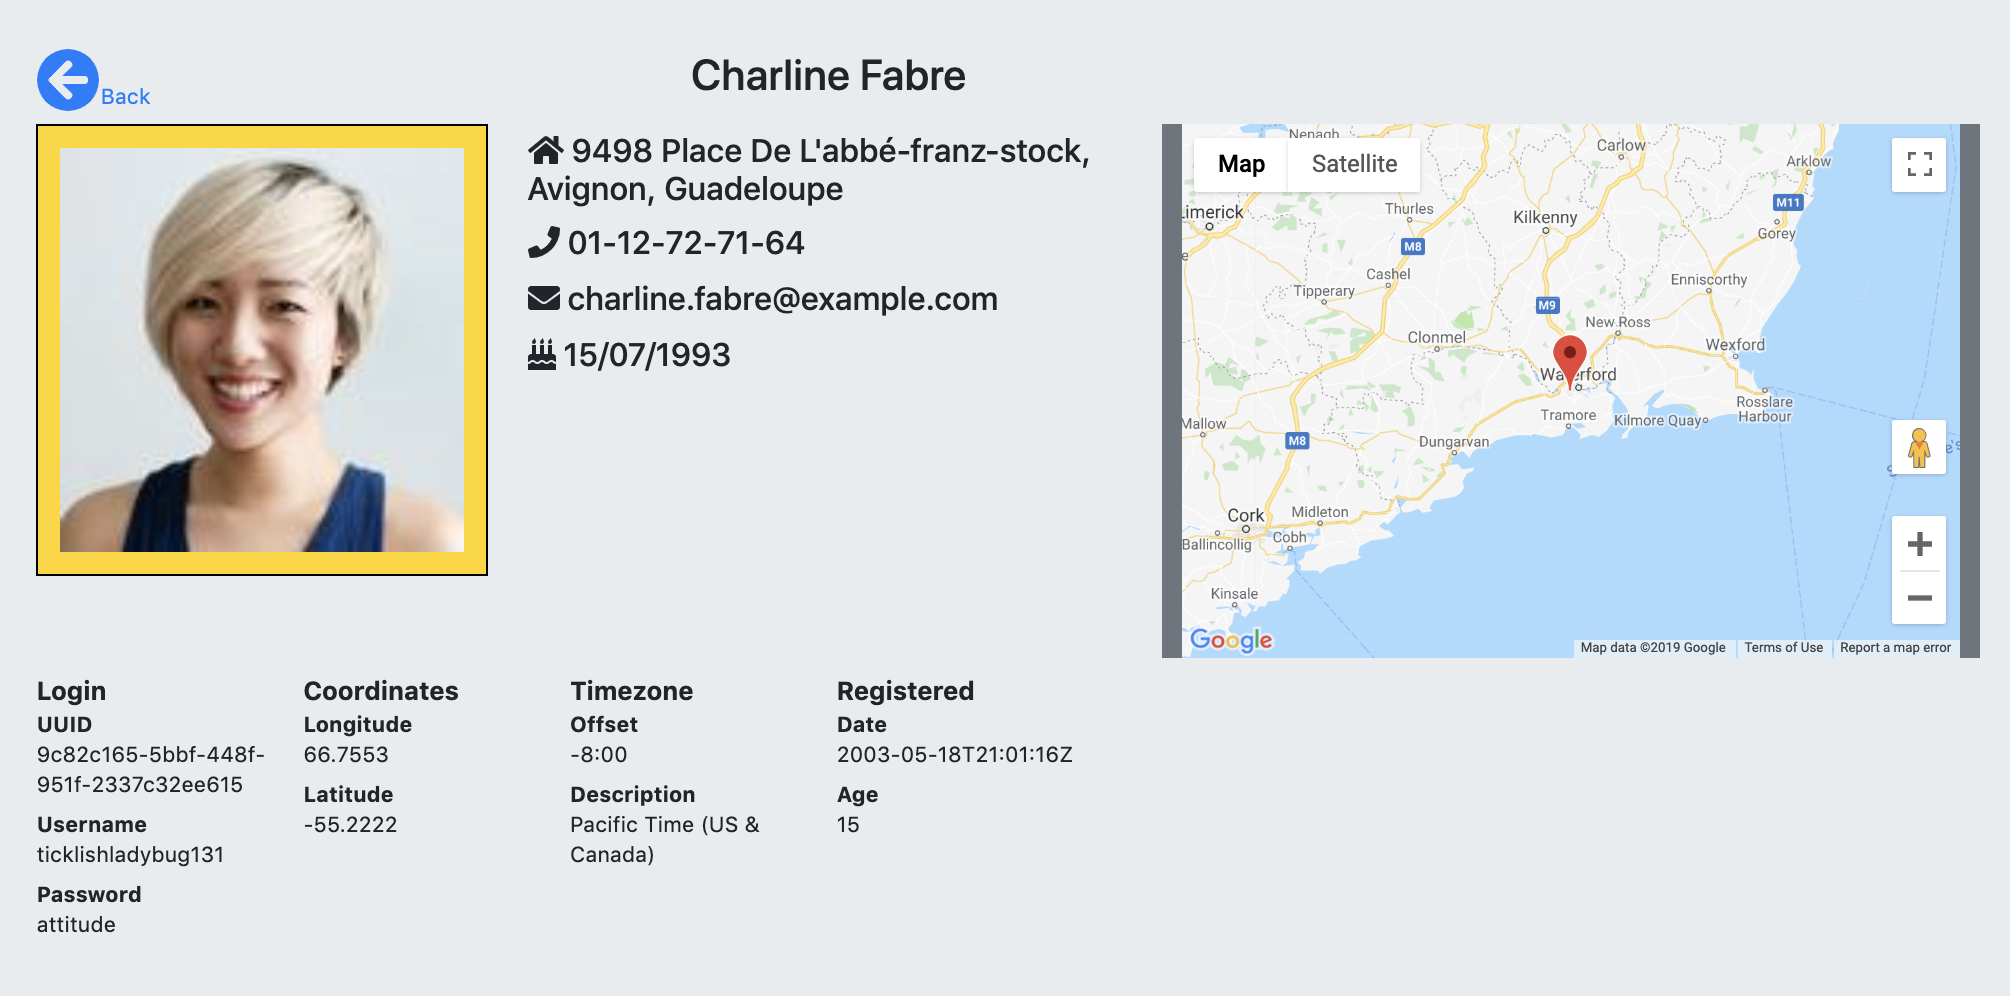 Back
Charline Fabre
9498 Place De L'abbé-franz-stock,
Avignon, Guadeloupe
01-12-72-71-64
charline.fabre@example.com
15/07/1993
Map
Satellite
Nenagh
Carlow
Arklow
Limerick
Thurles
Kilkenny
M11
Gorey
M8
Cashel
Enniscorthy
Tipperary
M9
New Ross
Clonmel
Wexford
Waterford
Rosslare
Harbour
Tramore
Kilmore Quay
Mallow
M8
Dungarvan
Cork
Midleton
Cobh
Ballincollig
Kinsale
Google
Map data ©2019 Google
Terms of Use
Report a map error
Login
UUID
9c82c165-5bbf-448f-
951f-2337c32ee615
Username
ticklishladybug131
Password
attitude
Coordinates
Longitude
66.7553
Latitude
-55.2222
Timezone
Offset
-8:00
Description
Pacific Time (US &
Canada)
Registered
Date
2003-05-18T21:01:16Z
Age
15